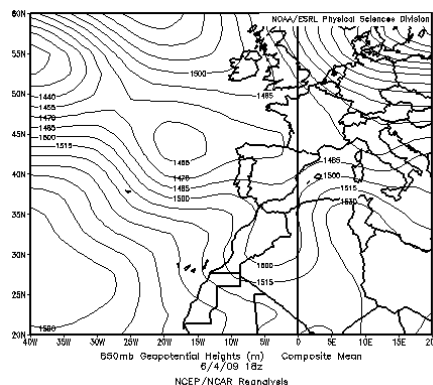 NOAA/ESRL Physical Sciences Division
60N
55N
50N
45N
40N
35N
30N
25N
20N
1500
1485
1440
1455
1470
1485
1500
1515
1455
1470
1485
1500
1485
1500
1515
1530
1500
1515
1530
40W 35W 30W 25W 20W 15W 10W 5W 0 5E 10E 15E 20E
850mb Geopotential Heights (m) Composite Mean
6/4/09 18z
NCEP/NCAR Reanalysis